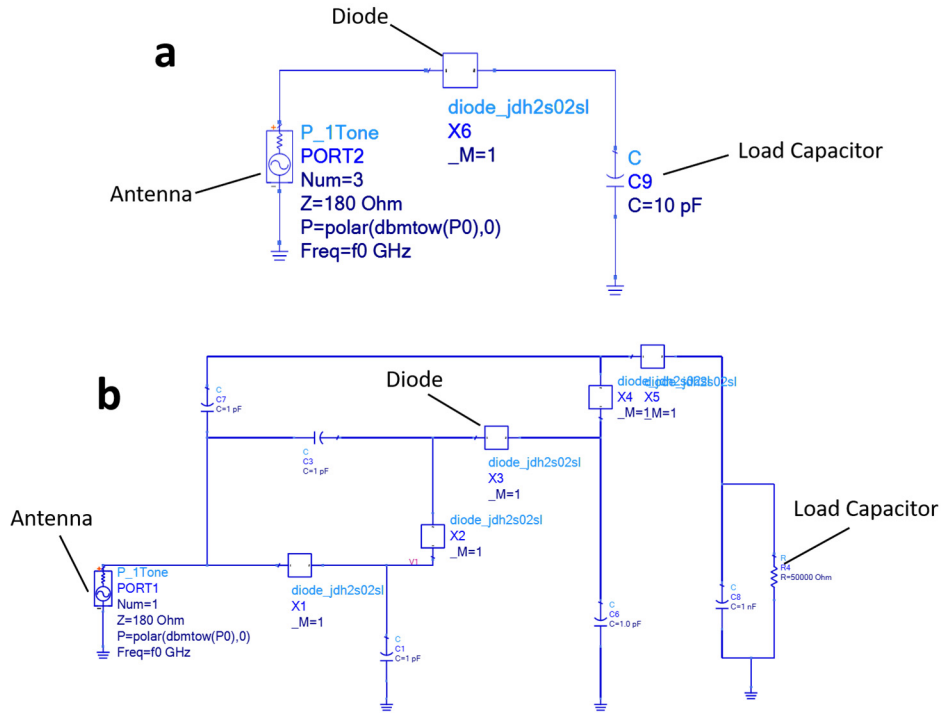 Diode
a
diode_jdh2s02sl
X6
_M=1
P_1Tone
PORT2
Num=3
Z=180 Ohm
P=polar(dbmtow(P0),0)
Freq=f0 GHz
Antenna
C
C9
C=10 pF
Load Capacitor
b
Diode
C
C7
C=1 pF
diode_jdh2s02sl
X4
_M=1
diode_jdh2s02sl
X5
_M=1
C
C3
C=1 pF
diode_jdh2s02sl
X3
_M=1
diode_jdh2s02sl
X2
_M=1
V1
Antenna
P_1Tone
PORT1
Num=1
Z=180 Ohm
P=polar(dbmtow(P0),0)
Freq=f0 GHz
diode_jdh2s02sl
X1
_M=1
C
C1
C=1 pF
C
C6
C=1.0 pF
C
C8
C=1 nF
R
R4
R=50000 Ohm
Load Capacitor